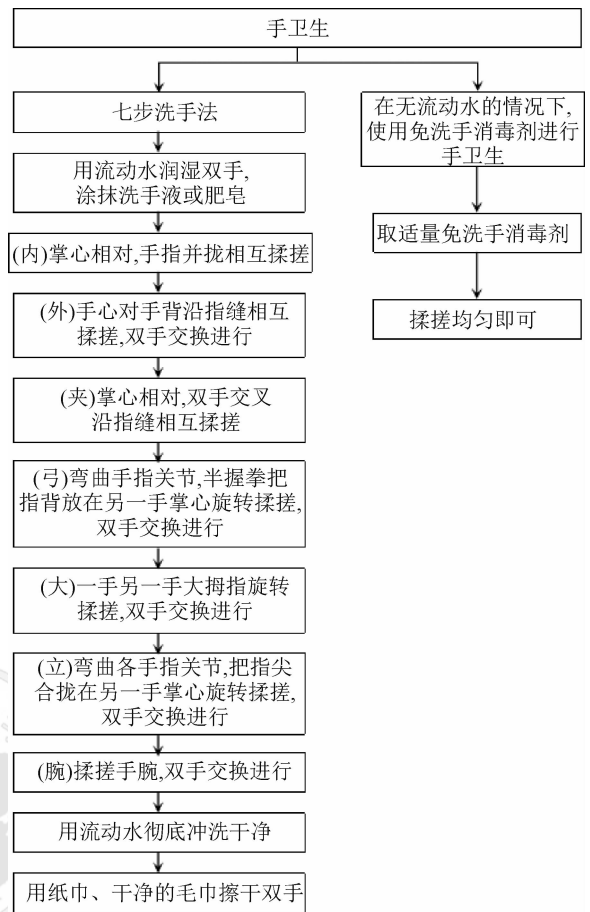 手卫生
七步洗手法
用流动水润湿双手,
涂抹洗手液或肥皂
(内)掌心相对,手指并拢相互揉搓
(外)手心对手背沿指缝相互
揉搓,双手交换进行
(夹)掌心相对,双手交叉
沿指缝相互揉搓
(弓)弯曲手指关节,半握拳把
指背放在另一手掌心旋转揉搓,
双手交换进行
(大)一手另一手大拇指旋转
揉搓,双手交换进行
(立)弯曲各手指关节,把指尖
合拢在另一手掌心旋转揉搓,
双手交换进行
(腕)揉搓手腕,双手交换进行
用流动水彻底冲洗干净
用纸巾、干净的毛巾擦干双手
在无流动水的情况下,
使用免洗手消毒剂进行
手卫生
取适量免洗手消毒剂
揉搓均匀即可